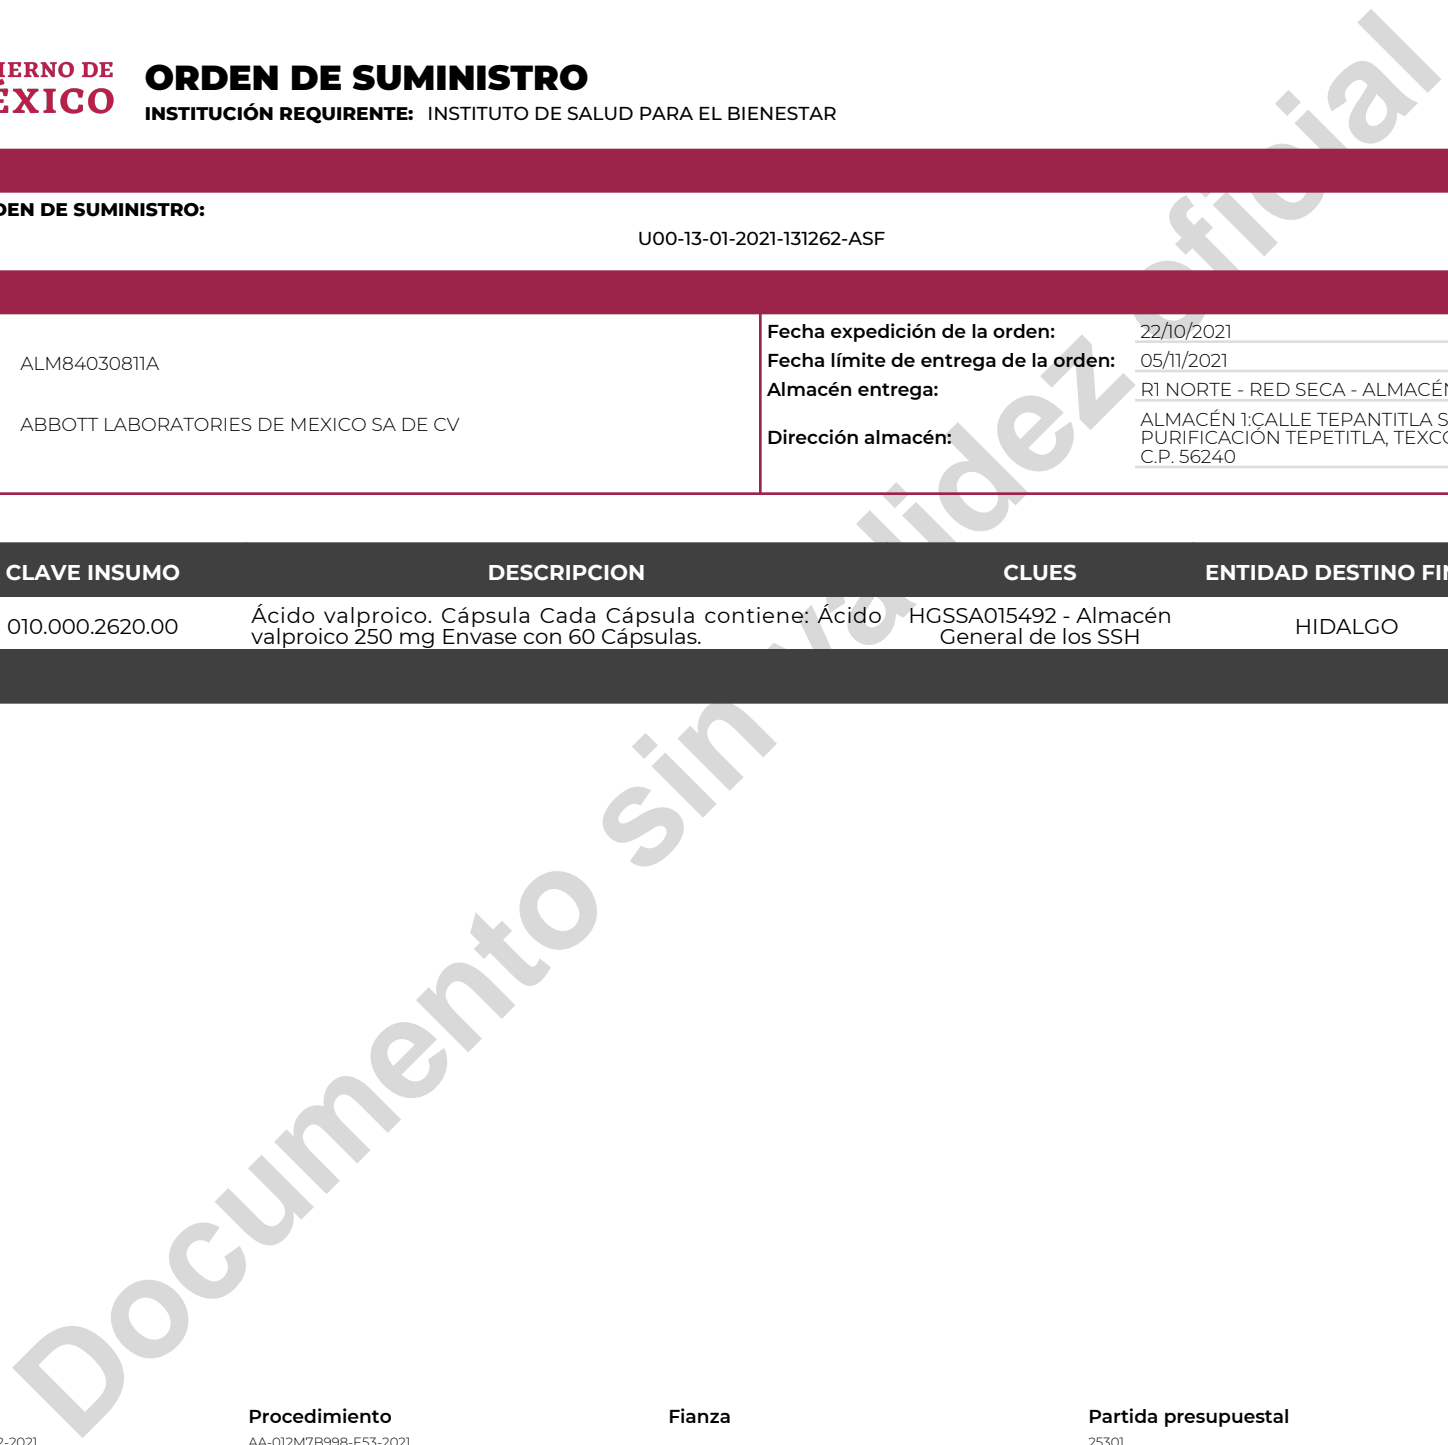 IERNO DE
ÉXICO
ORDEN DE SUMINISTRO
INSTITUCIÓN REQUIRENTE: INSTITUTO DE SALUD PARA EL BIENESTAR
DEN DE SUMINISTRO:
U00-13-01-2021-131262-ASF
ALM84030811A
ABBOTT LABORATORIES DE MEXICO SA DE CV
Fecha expedición de la orden: 22/10/2021
Fecha límite de entrega de la orden: 05/11/2021
Almacén entrega: R1 NORTE - RED SECA - ALMACÉN
Dirección almacén:
ALMACÉN 1:CALLE TEPANTITLA S
PURIFICACIÓN TEPETITLA, TEXCO
C.P. 56240
CLAVE INSUMO DESCRIPCION CLUES ENTIDAD DESTINO FIN
010.000.2620.00
Ácido valproico. Cápsula Cada Cápsula contiene: Ácido
valproico 250 mg Envase con 60 Cápsulas.
HGSSA015492 - Almacén
General de los SSH
HIDALGO
Documento sin validez oficial
Procedimiento Fianza Partida presupuestal
2-2021 AA-012M7B998-E53-2021 25301